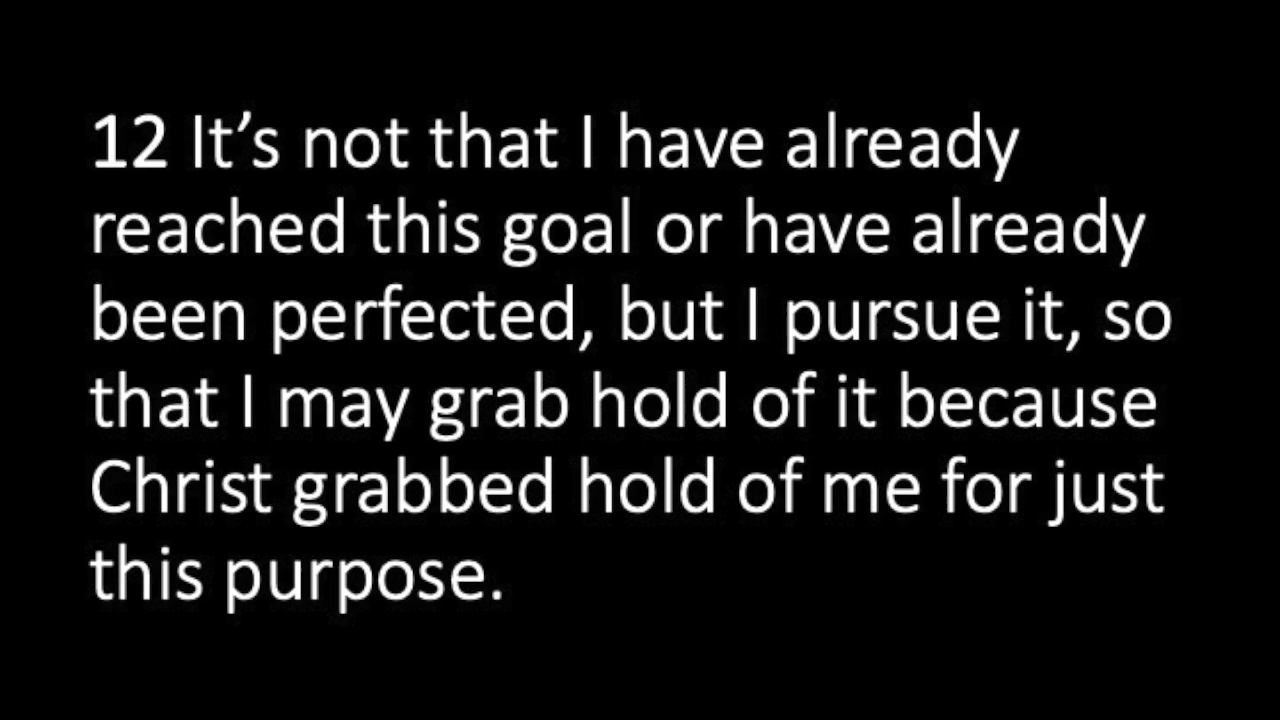 12 It’s not that I have already
reached this goal or have already
been perfected, but I pursue it, so
that I may grab hold of it because
Christ grabbed hold of me for just
this purpose.